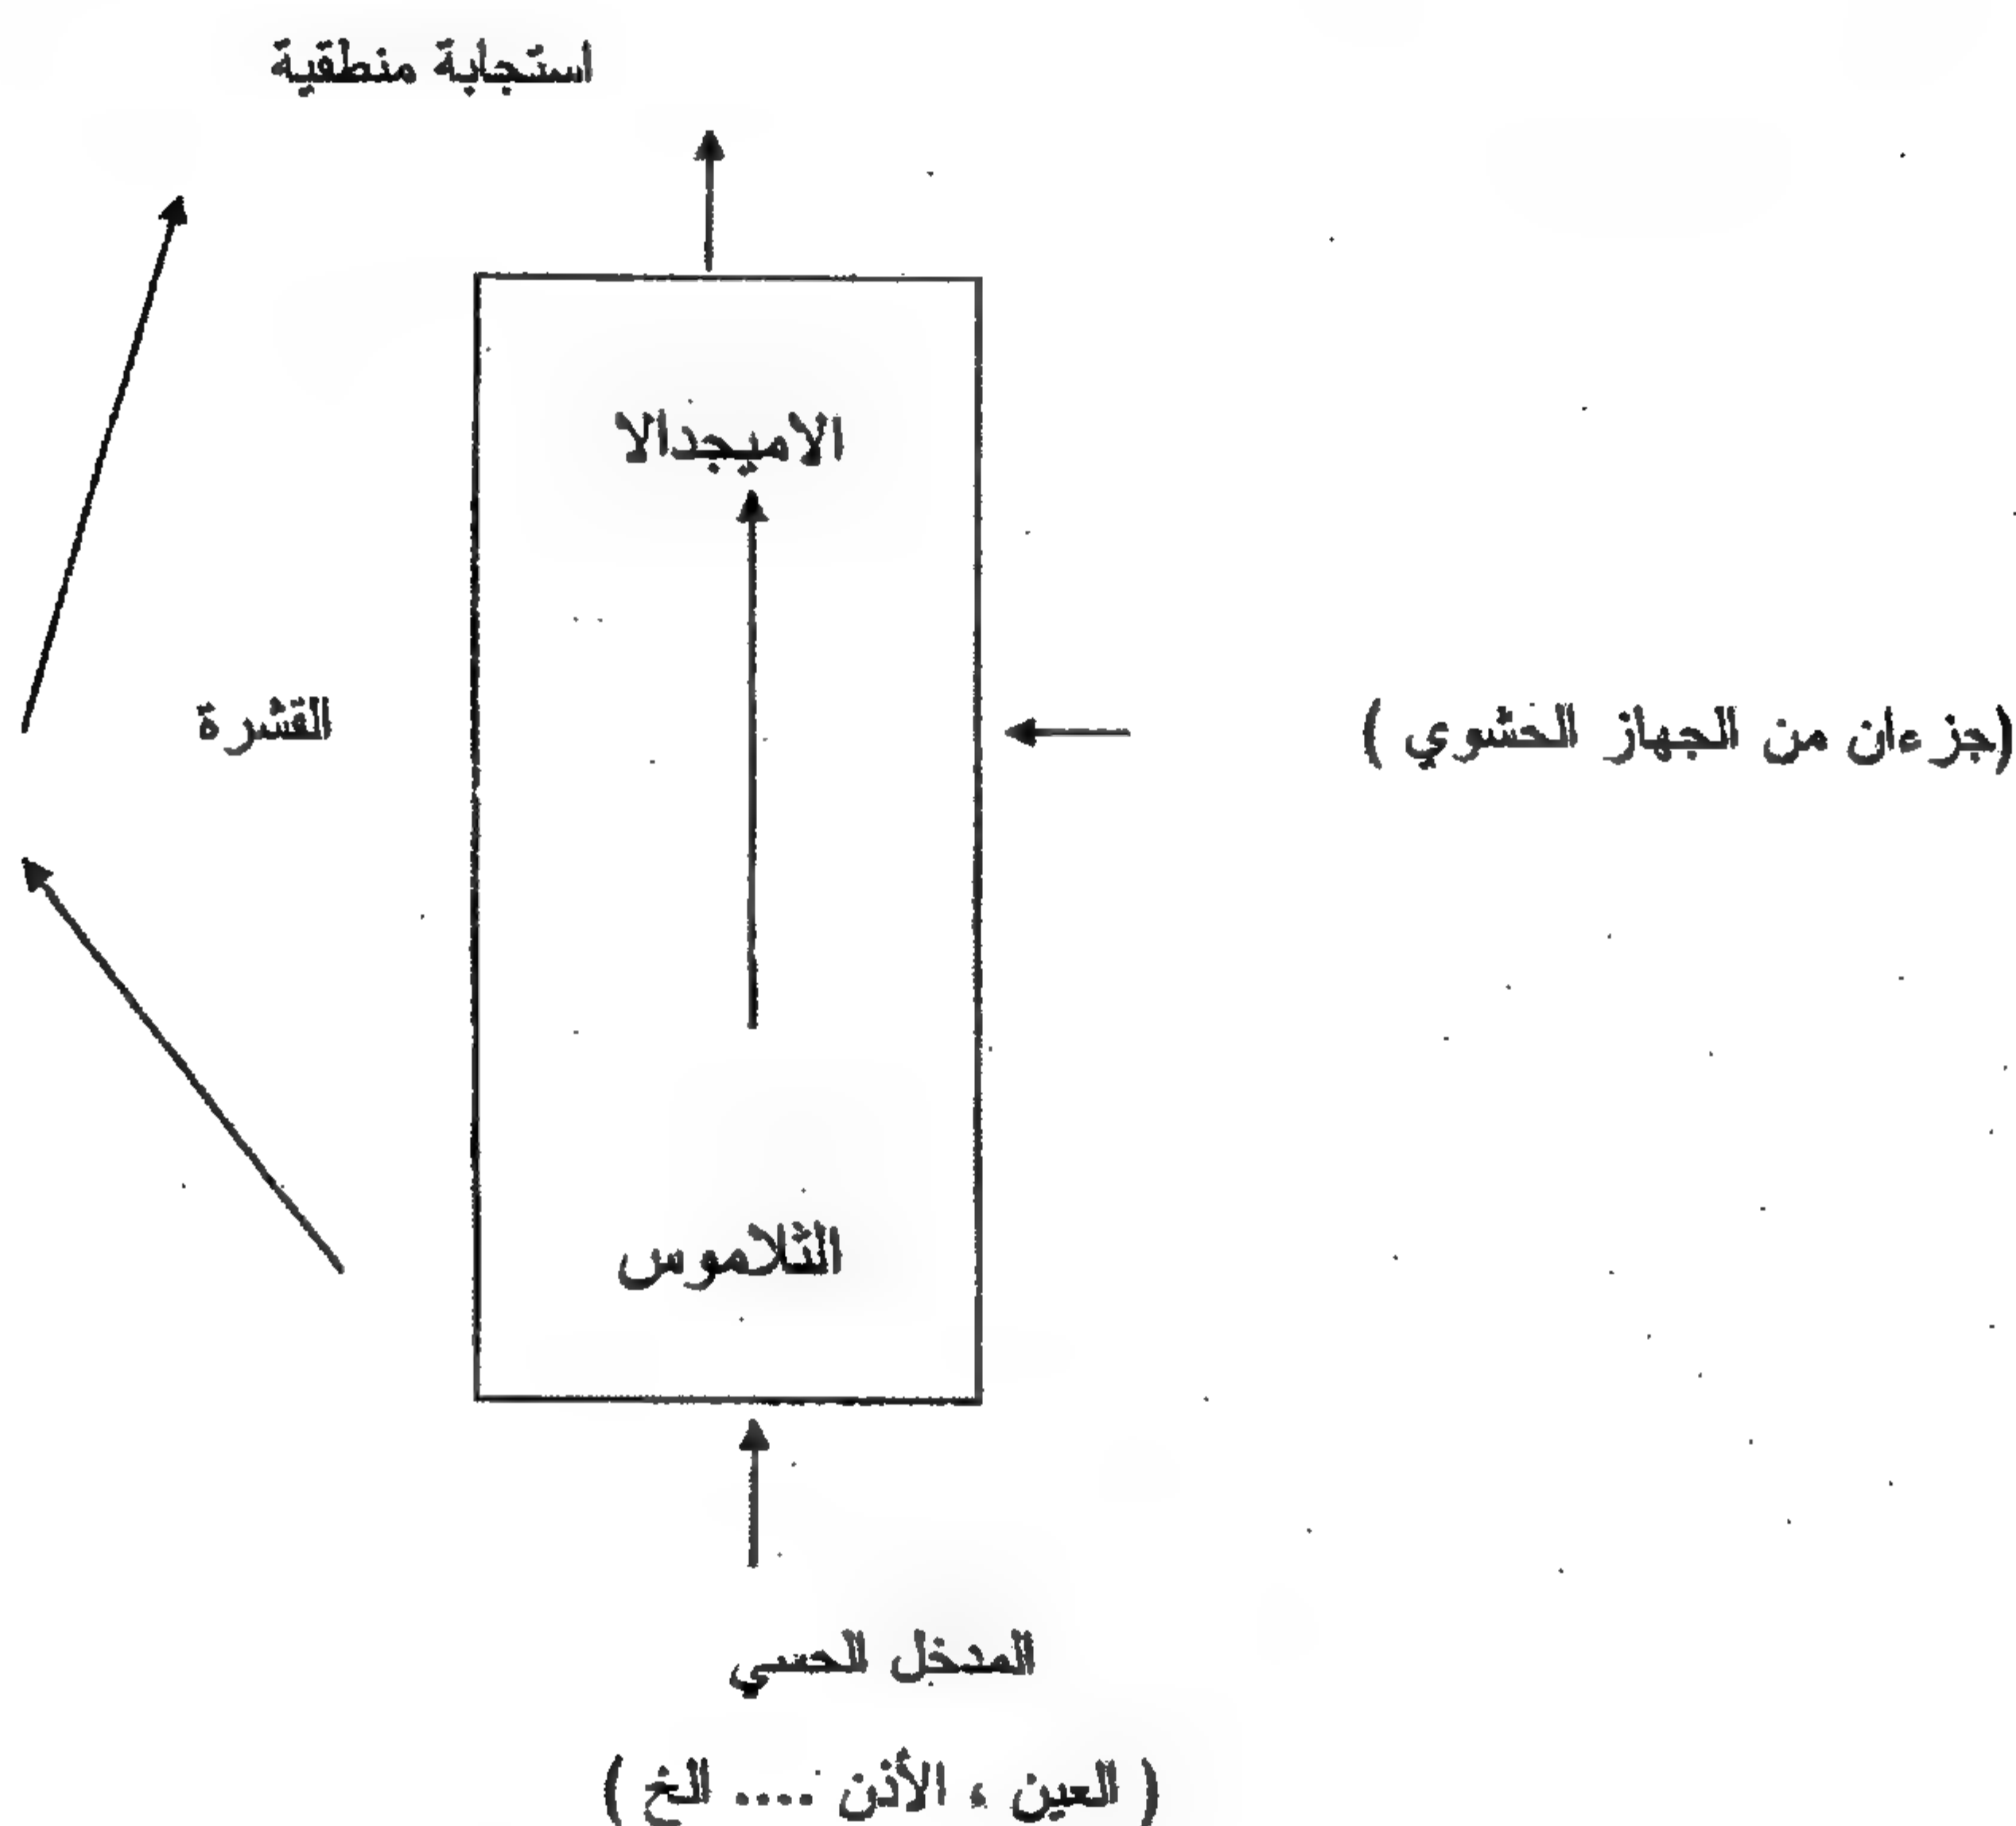 استجابة منطقية
الاميجدالا
(جزءان من الجهاز الحشوي )
القشرة
الثلاموس
المدخل الحسي
( العين ، الأذن .... الخ )